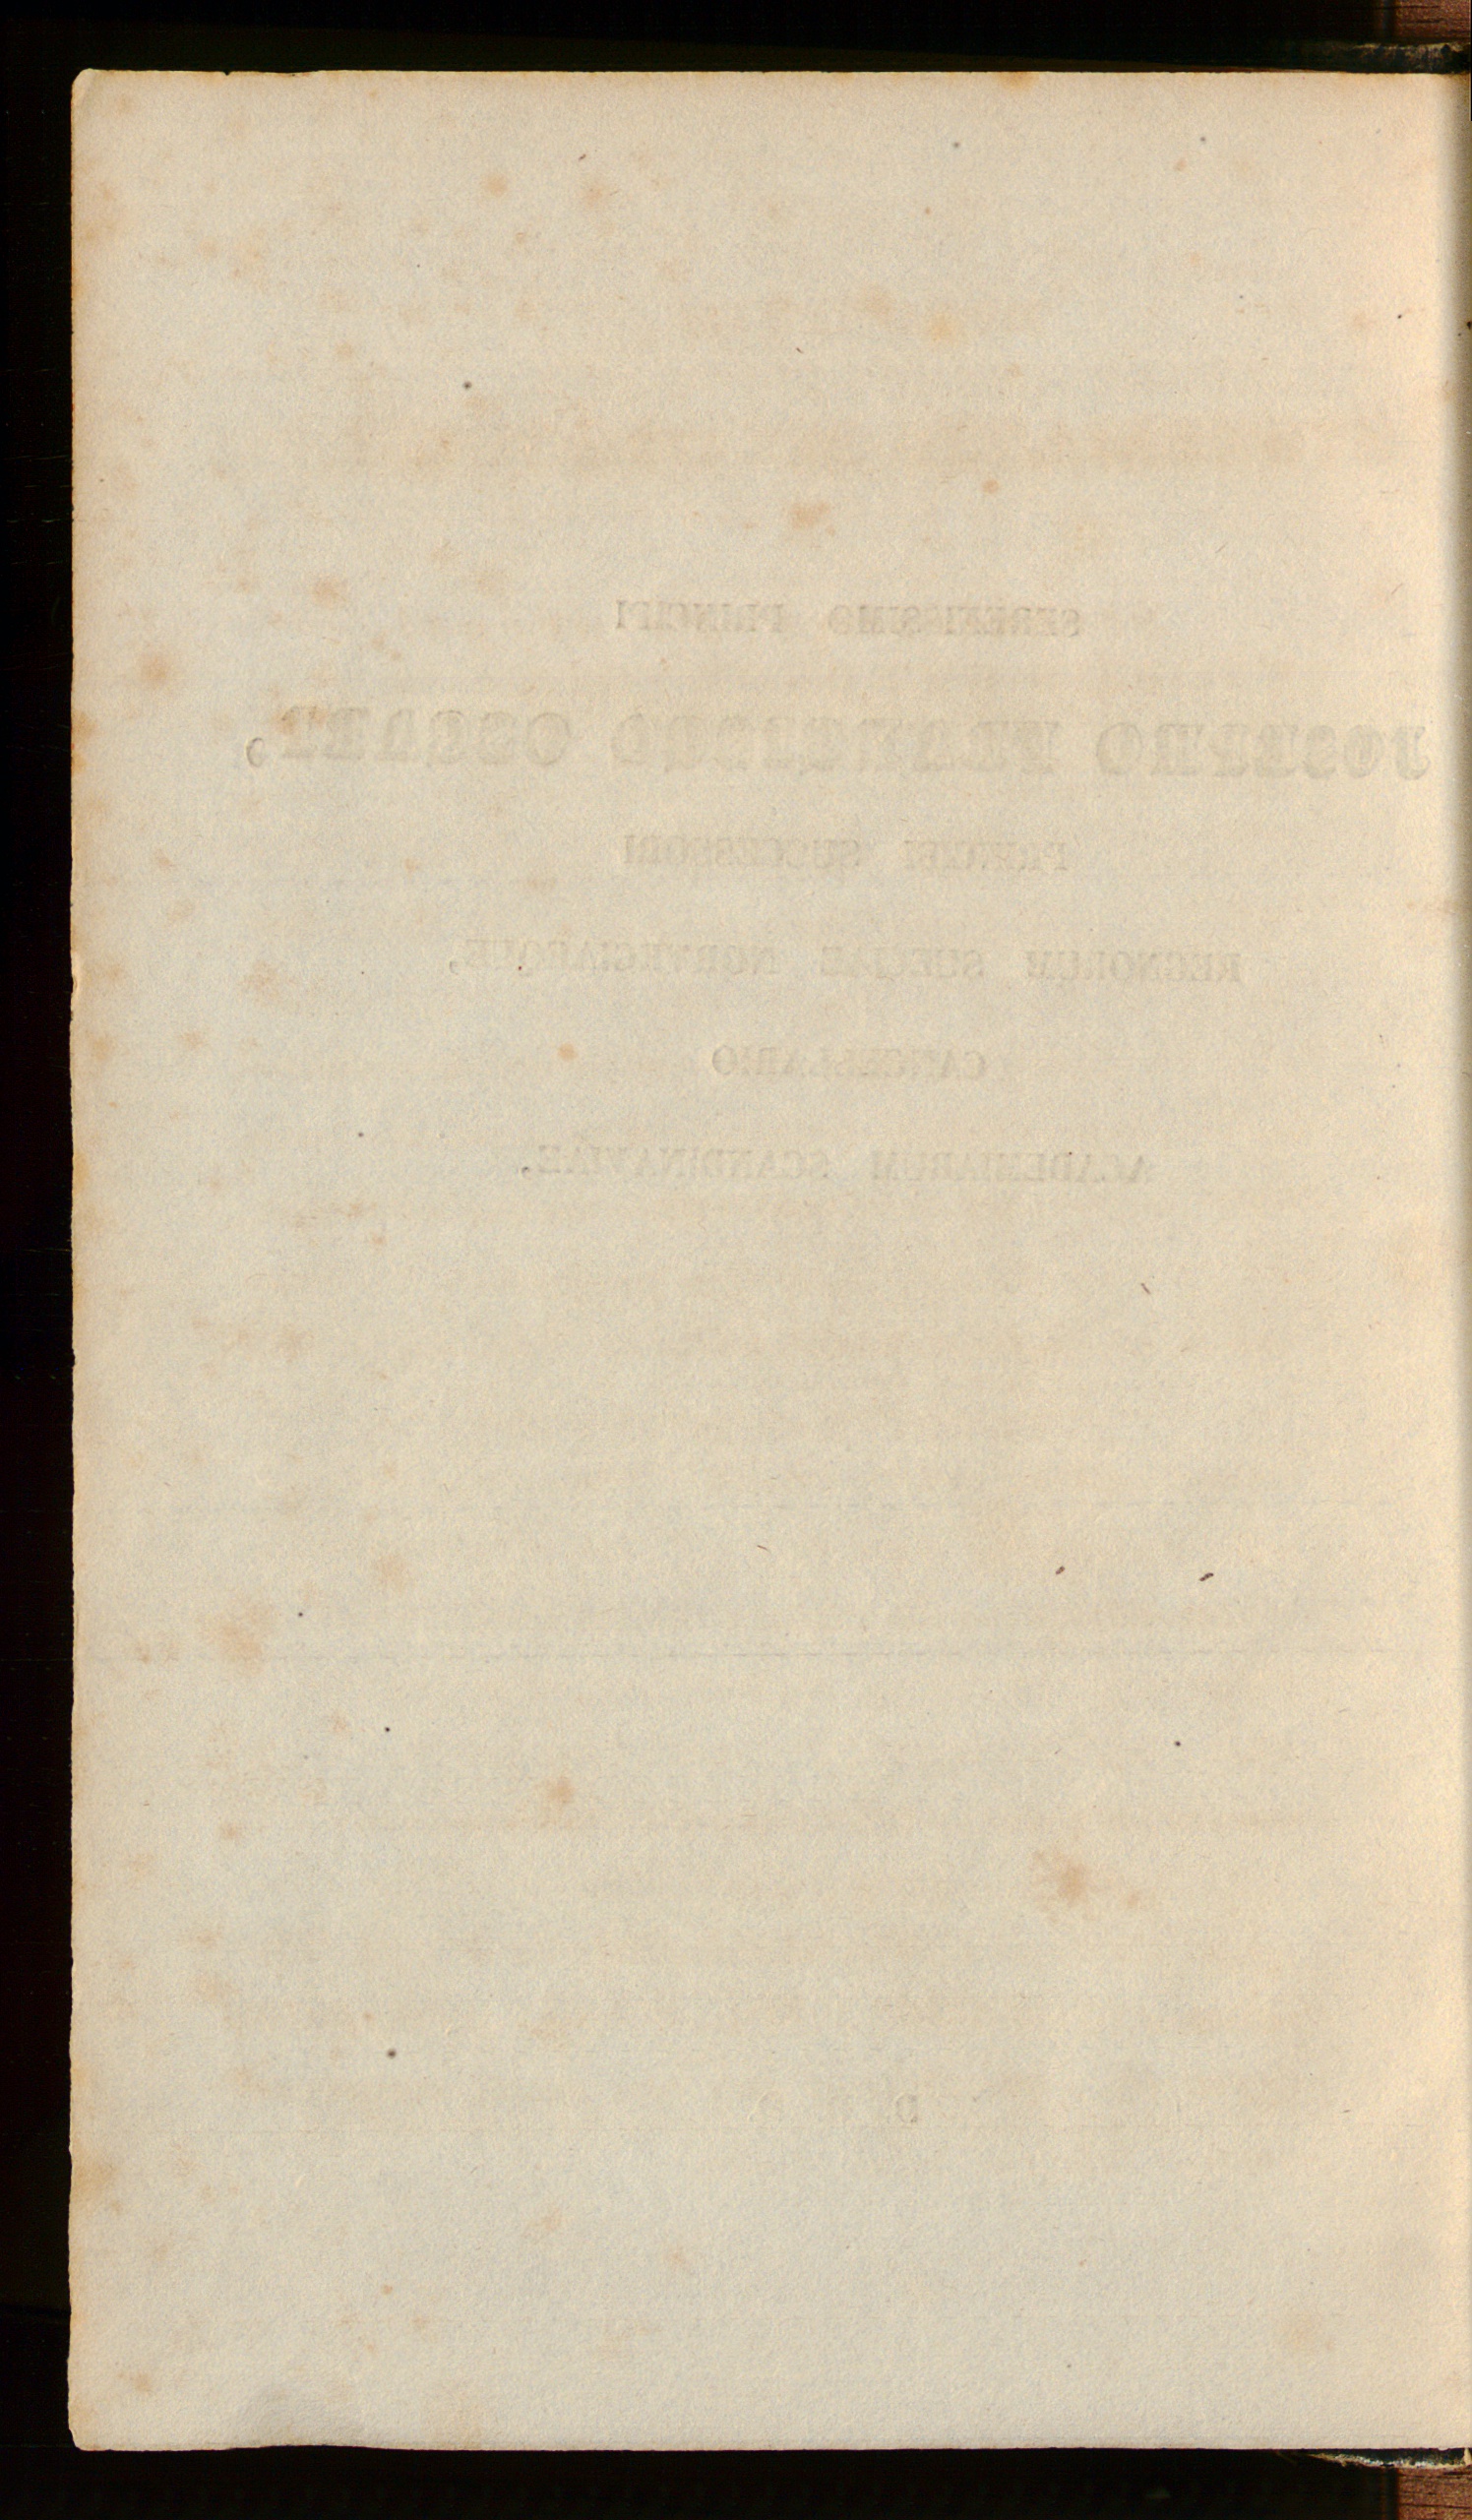 SERENISSIMO PRINCIPI
JOSEPHO FRANCISCO OSCARI,
PRINCIPI SUCCESSORI
REGNORUM SUECIAE NORVEGIAEQUE,
CANCELLARIO
ACADEMIARUM SCANDINAVIAE,